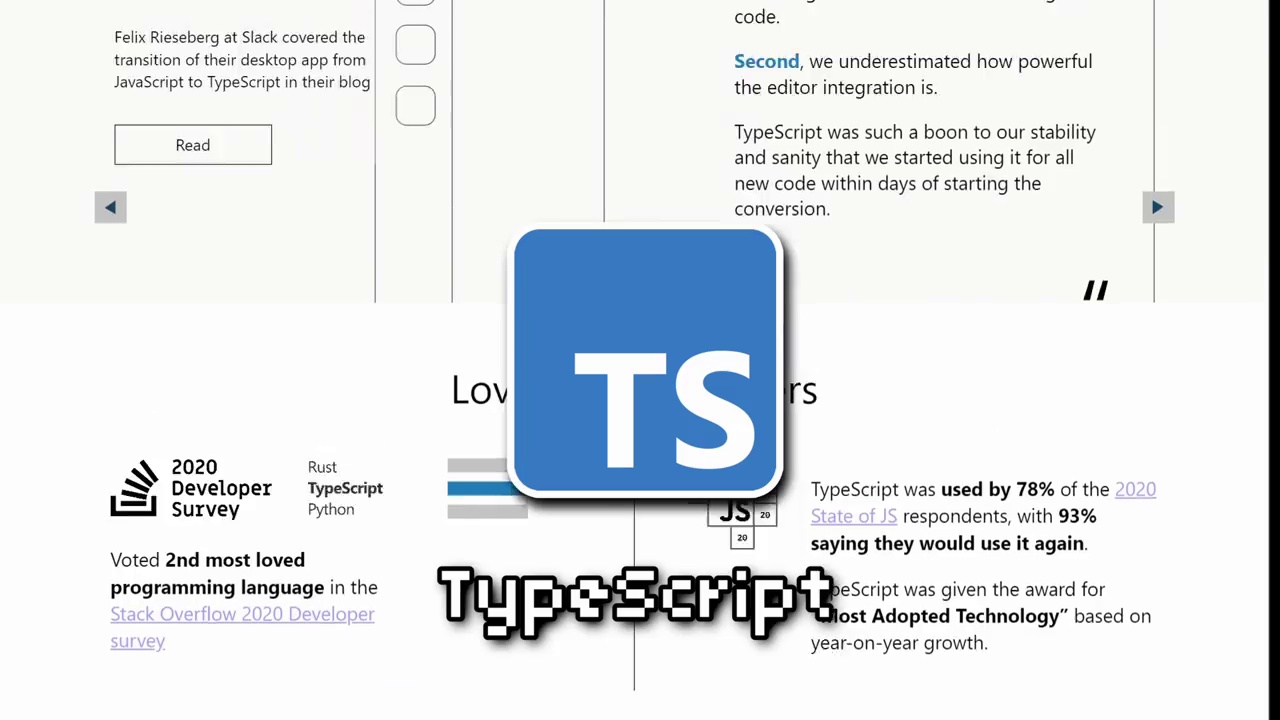 code.
Felix Rieseberg at Slack covered the
transition of their desktop app from
JavaScript to TypeScript in their blog
Read
Second, we underestimated how powerful
the editor integration is.
TypeScript was such a boon to our stability
and sanity that we started using it for all
new code within days of starting the
conversion.
"
TS
Lov
rs
2020
Developer
Survey
Rust
TypeScript
Python
Voted 2nd most loved
programming language in the
Stack Overflow 2020 Developer
survey
JS
20
20
TypeScript was used by 78% of the 2020
State of JS respondents, with 93%
saying they would use it again.
peScript was given the award for
Most Adopted Technology” based on
year-on-year growth.
TypeScript